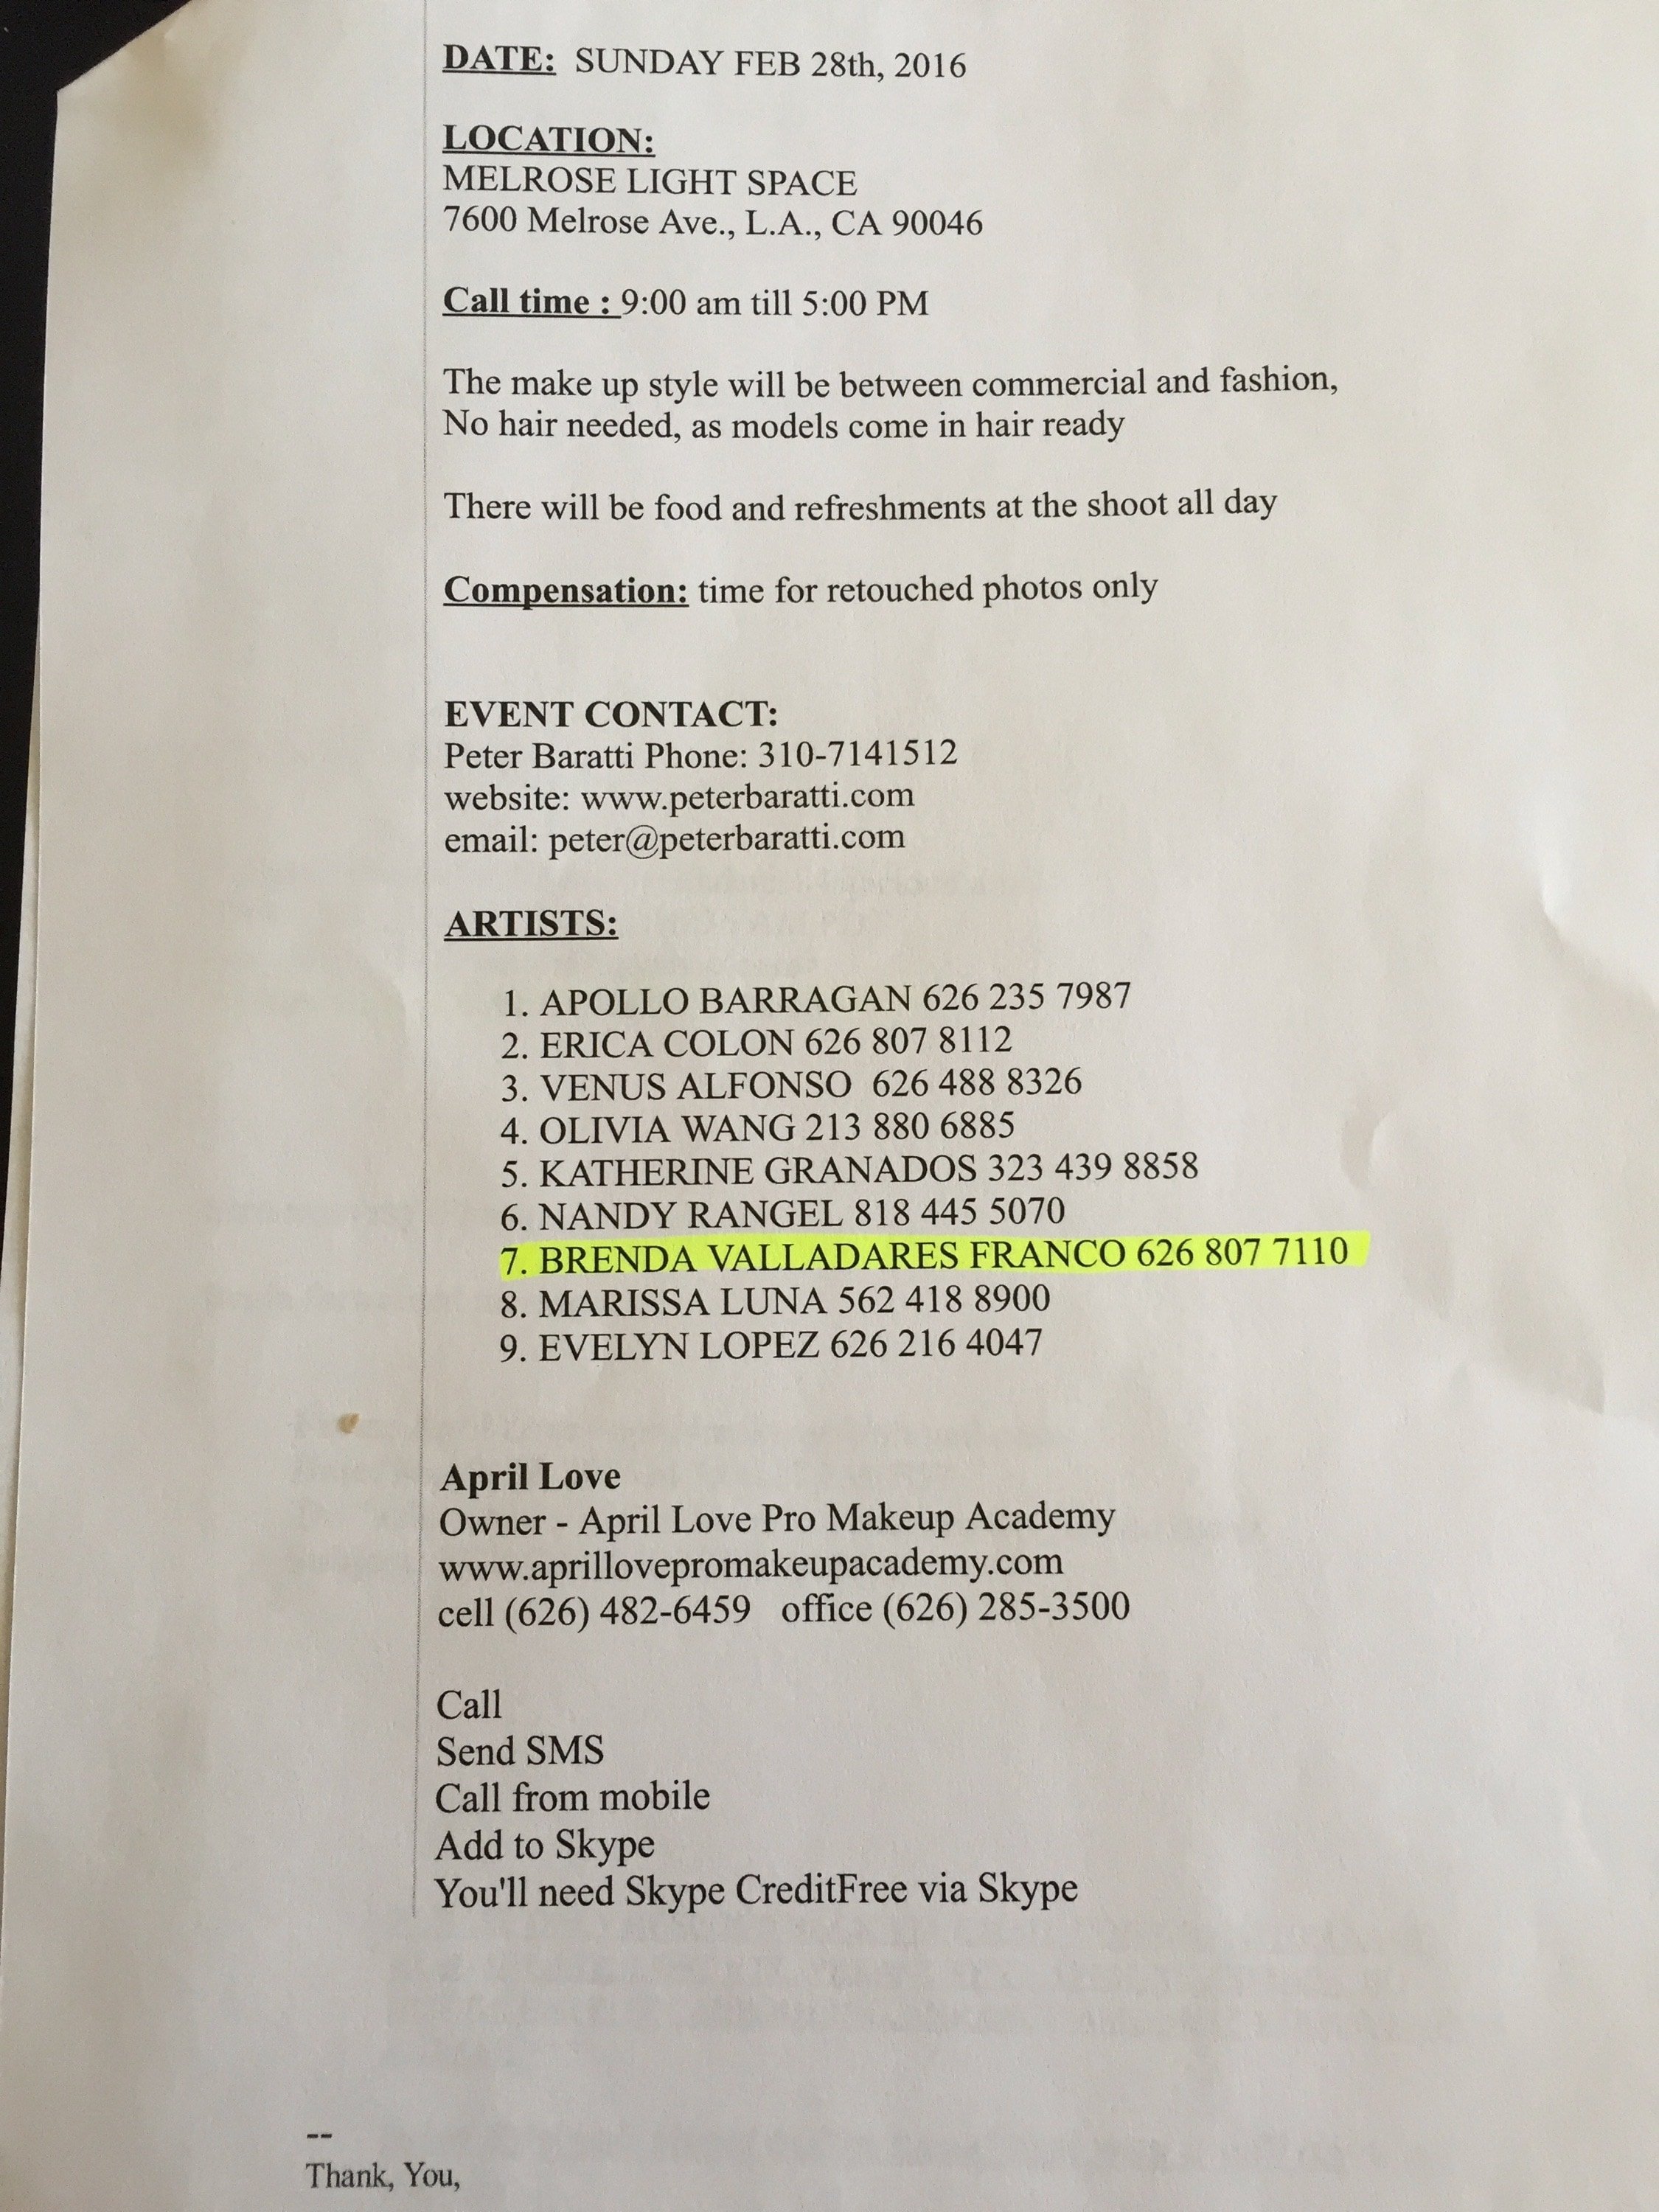 DATE: SUNDAY FEB 28th, 2016
LOCATION:
MELROSE LIGHT SPACE
7600 Melrose Ave., L.A., CA 90046
Call time : 9:00 am till 5:00 PM
The make up style will be between commercial and fashion,
No hair needed, as models come in hair ready
There will be food and refreshments at the shoot all day
Compensation: time for retouched photos only
EVENT CONTACT:
Peter Baratti Phone: 310-7141512
website: www.peterbaratti.com
email: peter@peterbaratti.com
ARTISTS:
1. APOLLO BARRAGAN 626 235 7987
2. ERICA COLON 626 807 8112
3. VENUS ALFONSO 626 488 8326
4. OLIVIA WANG 213 880 6885
5. KATHERINE GRANADOS 323 439 8858
6. NANDY RANGEL 818 445 5070
7. BRENDA VALLADARES FRANCO 626 807 7110
8. MARISSA LUNA 562 418 8900
9. EVELYN LOPEZ 626 216 4047
April Love
Owner - April Love Pro Makeup Academy
www.aprillovepromakeupacademy.com
cell (626) 482-6459 office (626) 285-3500
Call
Send SMS
Call from mobile
Add to Skype
You'll need Skype CreditFree via Skype
--
Thank, You,